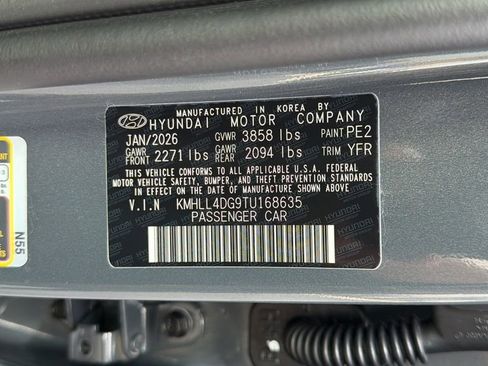 MANUFACTURED IN KOREA BY
HYUNDAI MOTOR COMPANY
JAN/2026 GVWR 3858 lbs PAINT PE2
GAWR FRONT 2271 lbs GAWR REAR 2094 lbs TRIM YFR
THIS VEHICLE CONFORMS TO ALL APPLICABLE U.S.A. FEDERAL
MOTOR VEHICLE SAFETY, BUMPER, AND THEFT PREVENTION
STANDARDS IN EFFECT ON THE DATE OF MANUFACTURE SHOWN ABOVE.
V.I.N KMHLL4DG9TU168635
PASSENGER CAR
N55